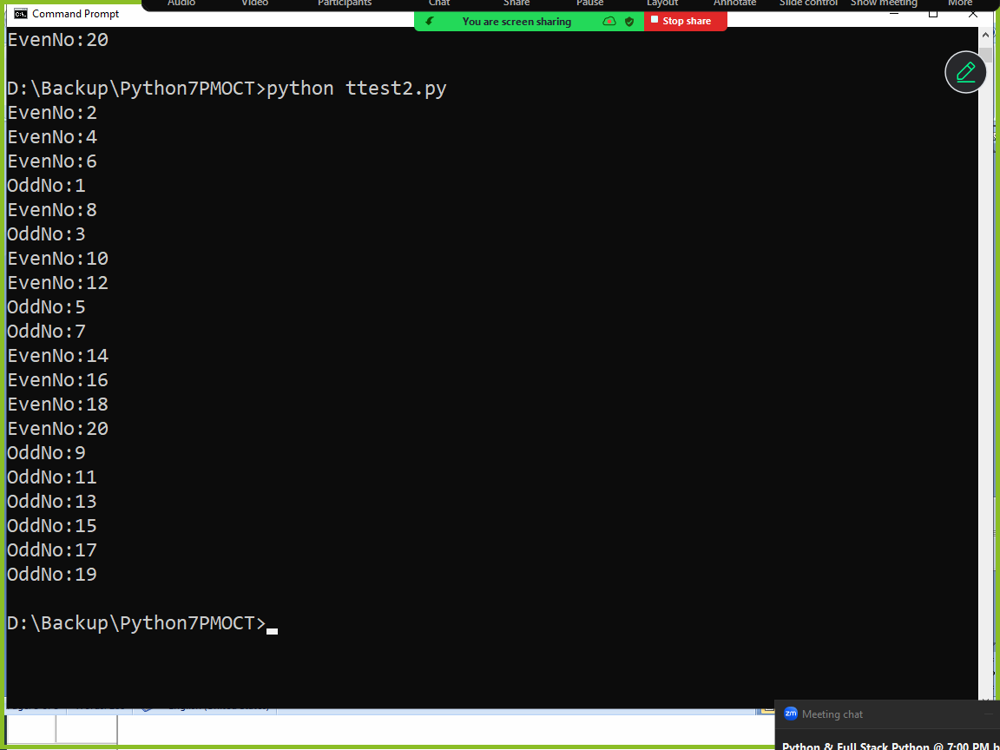 Audio Video Participants Chat Share Pause Layout Annotate Slide control Show meeting More
Command Prompt
You are screen sharing Stop share
EvenNo:20
D:\Backup\Python7PMOCT>python ttest2.py
EvenNo:2
EvenNo:4
EvenNo:6
OddNo:1
EvenNo:8
OddNo:3
EvenNo:10
EvenNo:12
OddNo:5
OddNo:7
EvenNo:14
EvenNo:16
EvenNo:18
EvenNo:20
OddNo:9
OddNo:11
OddNo:13
OddNo:15
OddNo:17
OddNo:19
D:\Backup\Python7PMOCT>
zm Meeting chat
Python & Full Stack Python @ 7:00 PM b